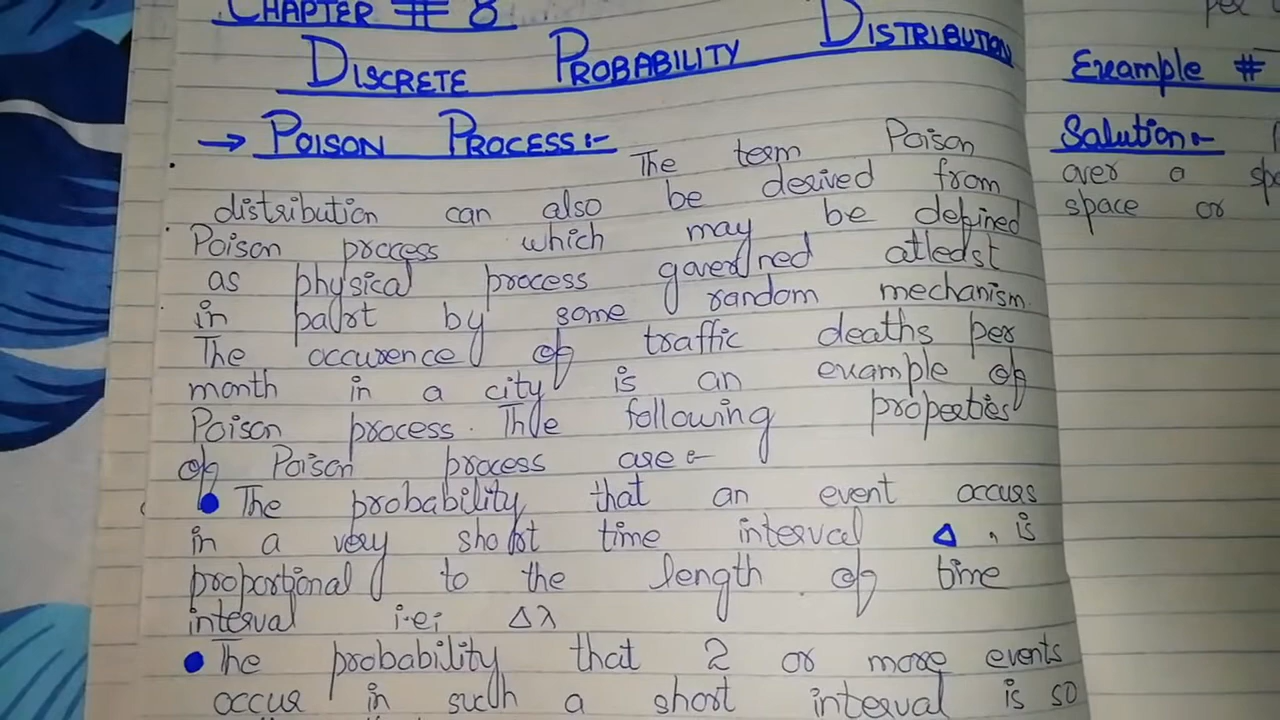 CHAPTER # 8
DISCRETE PROBABILITY DISTRIBUTION
→ POISON PROCESS:-
The term Poison
distribution can also be derived from
Poison process which may be defined
as physical process governed atleast
in part by some random mechanism.
The occurence of traffic deaths per
month in a city is an example of
Poison process. The following properties
of Poison process are:-
• The probability that an event occurs
in a very short time interval Δ, is
proportional to the length of time
interval i.e; Δλ
• The probability that 2 or more events
occur in such a short interval is so
per
Example #
Solution:-
over a
space or